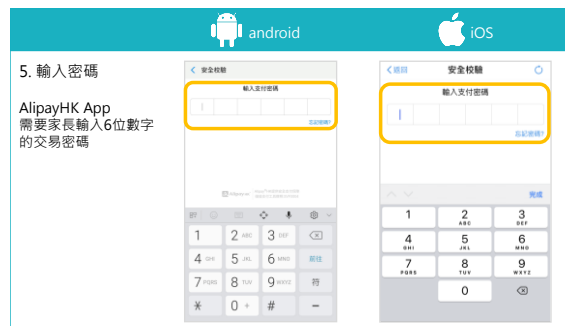 android
iOS
5. 輸入密碼
AlipayHK App
需要家長輸入6位數字
的交易密碼
安全校驗
輸入支付密碼
忘記密碼?
1
2 ABC
3 DEF
4 GHI
5 JKL
6 MNO
前往
7 PQRS
8 TUV
9 WXYZ
符
*
0 +
#
-
返回
安全校驗
輸入支付密碼
忘記密碼?
完成
1
2
ABC
3
DEF
4
GHI
5
JKL
6
MNO
7
PQRS
8
TUV
9
WXYZ
0